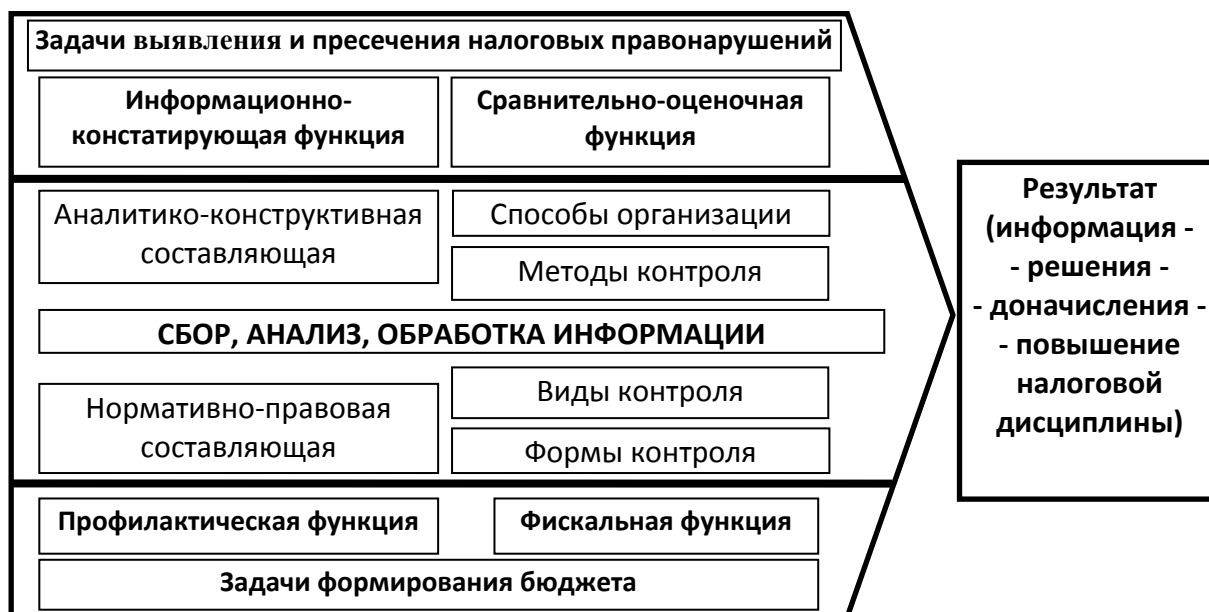 Задачи выявления и пресечения налоговых правонарушений
Информационно-
констатирующая функция
Сравнительно-оценочная
функция
Аналитико-конструктивная
составляющая
Способы организации
Методы контроля
СБОР, АНАЛИЗ, ОБРАБОТКА ИНФОРМАЦИИ
Нормативно-правовая
составляющая
Виды контроля
Формы контроля
Профилактическая функция
Фискальная функция
Задачи формирования бюджета
Результат
(информация -
- решения -
- доначисления -
- повышение
налоговой
дисциплины)